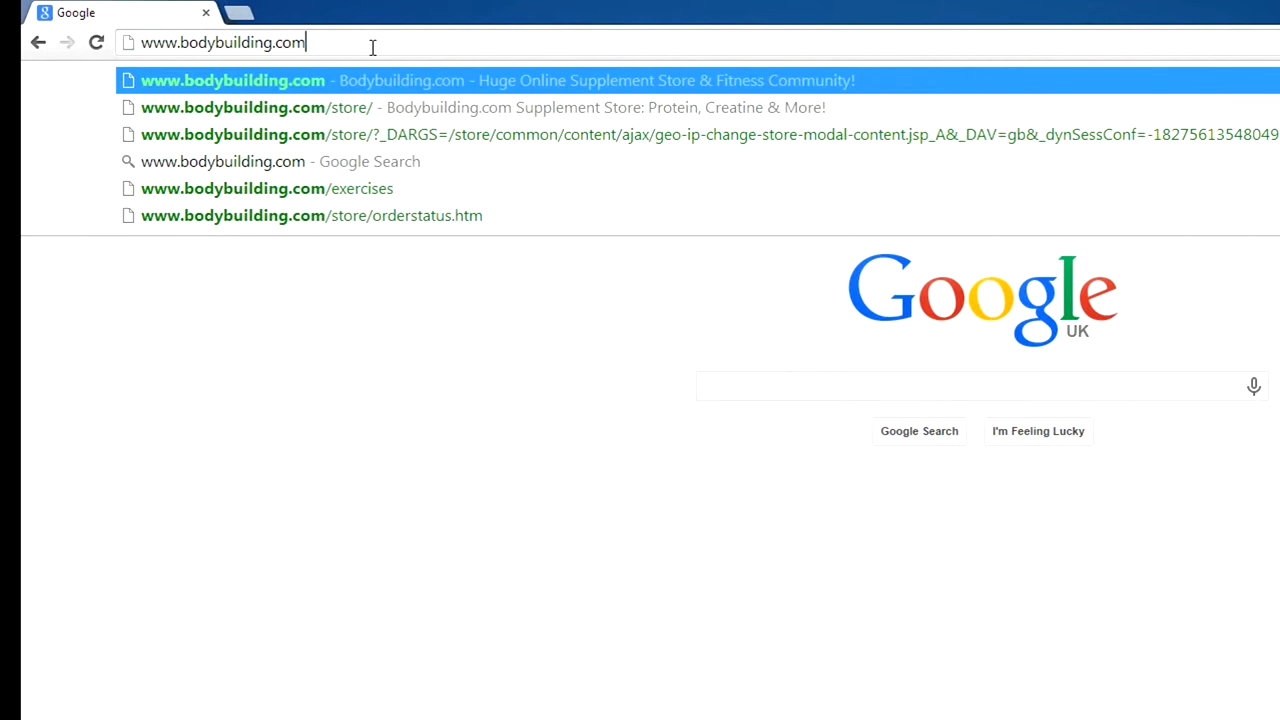 Google
www.bodybuilding.com
www.bodybuilding.com - Bodybuilding.com - Huge Online Supplement Store & Fitness Community!
www.bodybuilding.com/store/ - Bodybuilding.com Supplement Store: Protein, Creatine & More!
www.bodybuilding.com/store/?_DARGS=/store/common/content/ajax/geo-ip-change-store-modal-content.jsp_A&_DAV=gb&_dynSessConf=-18275613548049
www.bodybuilding.com - Google Search
www.bodybuilding.com/exercises
www.bodybuilding.com/store/orderstatus.htm
Google
UK
Google Search I'm Feeling Lucky